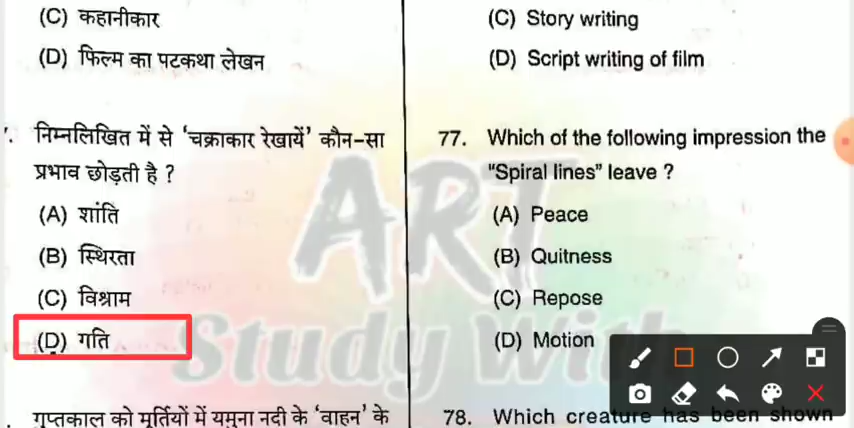 (C) कहानीकार
(D) फिल्म का पटकथा लेखन
निम्नलिखित में से ‘चक्राकार रेखायें’ कौन-सा
प्रभाव छोड़ती है ?
(A) शांति
(B) स्थिरता
(C) विश्राम
(D) गति
गुप्तकाल की मूर्तियों में यमुना नदी के ‘वाहन’ के
(C) Story writing
(D) Script writing of film
77. Which of the following impression the
“Spiral lines” leave ?
(A) Peace
(B) Quitness
(C) Repose
(D) Motion
78. Which creature has been shown
ART
Study With